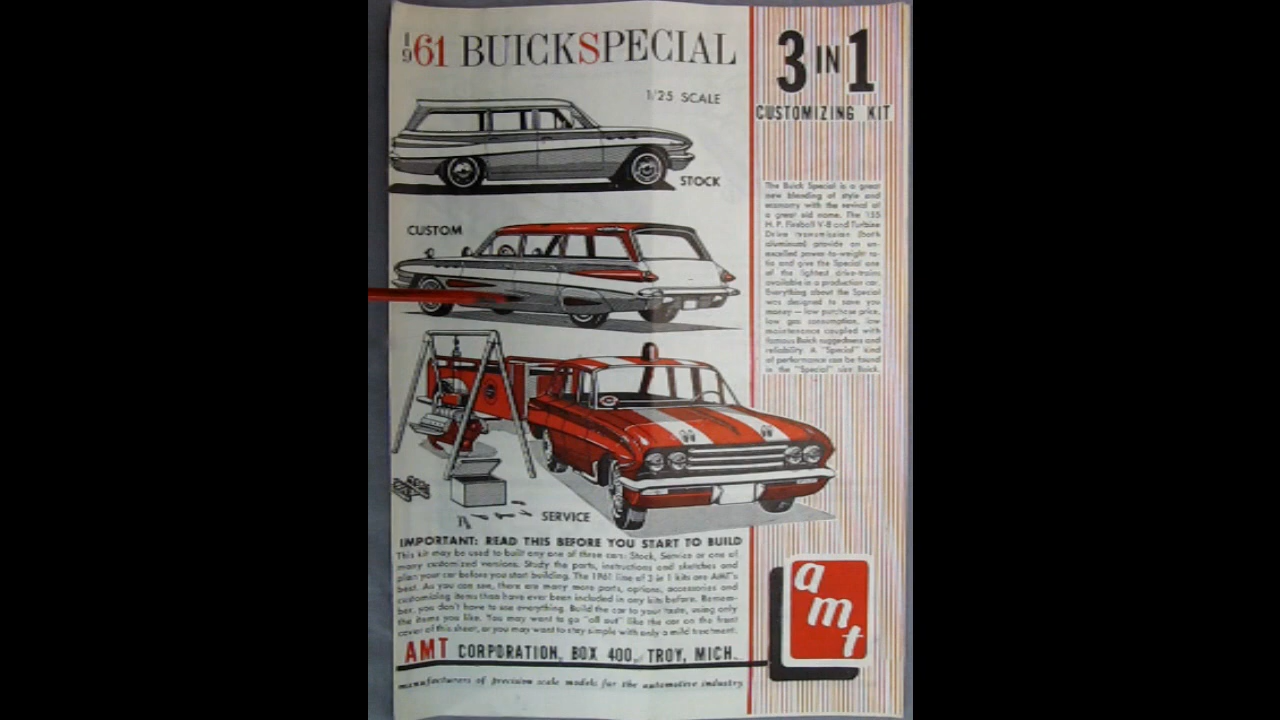 1961 BUICK SPECIAL
1/25 SCALE
STOCK
CUSTOM
SERVICE
IMPORTANT: READ THIS BEFORE YOU START TO BUILD
This kit may be used to build any one of three cars: Stock, Service or one of
many customized versions. Study the parts, instructions and sketches and
plan your car before you start building. The 1961 line of 3 in 1 kits are AMT's
best. As you can see, there are many more parts, options, accessories and
customizing items than have ever been included in any kits before. Remem-
ber, you don't have to use everything. Build the car to your taste, using only
the items you like. You may want to go "all out" like the car on the front
cover of this sheet, or you may want to stay simple with only a mild treatment.
AMT CORPORATION, BOX 400, TROY, MICH.
manufacturers of precision scale models for the automotive industry
3 IN 1
CUSTOMIZING KIT
The Buick Special is a great
new blending of style and
economy with the revival of
a great old name. The 155
H. P. Fireball V-8 and Turbine
Drive transmission (both
aluminum) provide an un-
excelled power-to-weight ra-
tio and give the Special one
of the lightest drive-trains
available in a production car.
Everything about the Special
was designed to save you
money — low purchase price,
low gas consumption, low
maintenance coupled with
famous Buick ruggedness and
reliability. A "Special" kind
of performance can be found
in the "Special" size Buick.
amt